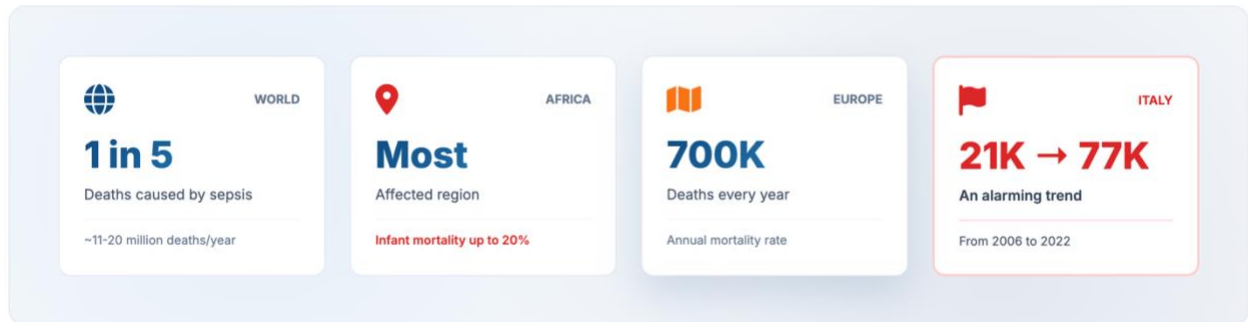 WORLD
1 in 5
Deaths caused by sepsis
~11-20 million deaths/year
AFRICA
Most
Affected region
Infant mortality up to 20%
EUROPE
700K
Deaths every year
Annual mortality rate
ITALY
21K → 77K
An alarming trend
From 2006 to 2022